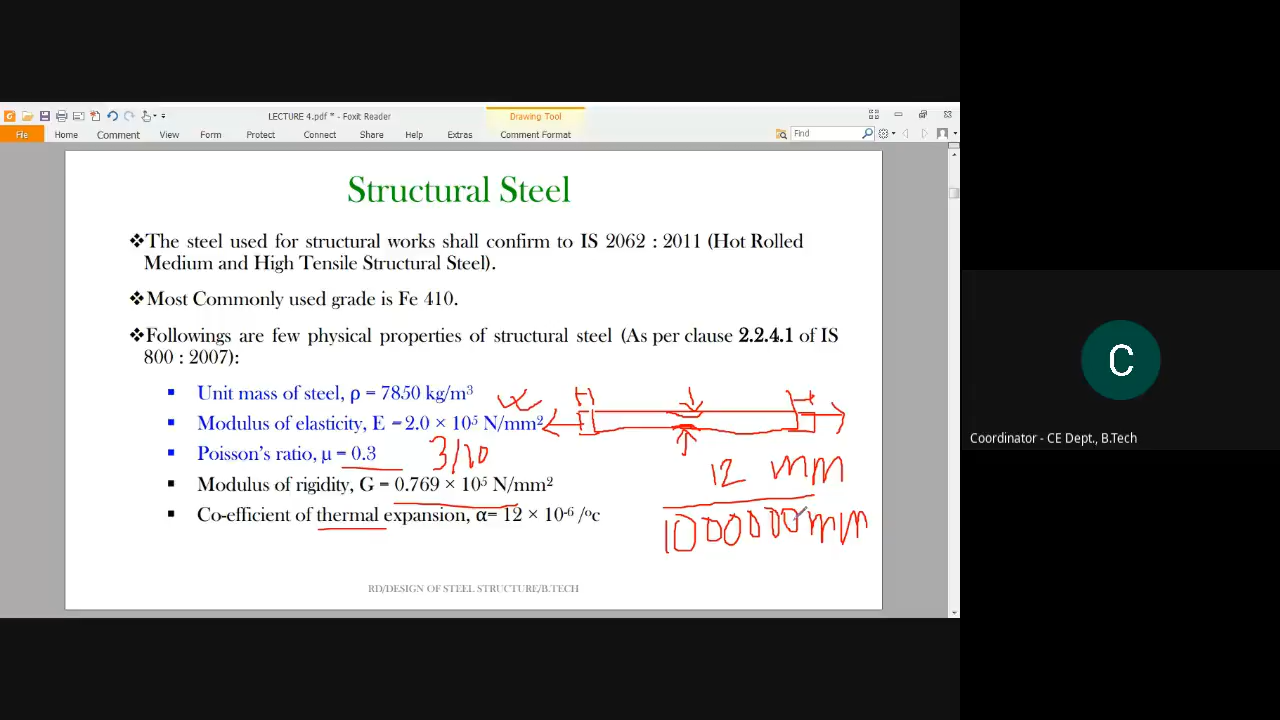 LECTURE 4.pdf * - Foxit Reader
Drawing Tool
File Home Comment View Form Protect Connect Share Help Extras Comment Format Find
Structural Steel
❖The steel used for structural works shall confirm to IS 2062 : 2011 (Hot Rolled
Medium and High Tensile Structural Steel).
❖Most Commonly used grade is Fe 410.
❖Followings are few physical properties of structural steel (As per clause 2.2.4.1 of IS
800 : 2007):
▪ Unit mass of steel, ρ = 7850 kg/m³
▪ Modulus of elasticity, E = 2.0 × 10⁵ N/mm²
▪ Poisson's ratio, μ = 0.3
3/10
▪ Modulus of rigidity, G = 0.769 × 10⁵ N/mm²
▪ Co-efficient of thermal expansion, α= 12 × 10⁻⁶ /⁰c
12 mm
1000000mm
RD/DESIGN OF STEEL STRUCTURE/B.TECH
C
Coordinator - CE Dept., B.Tech